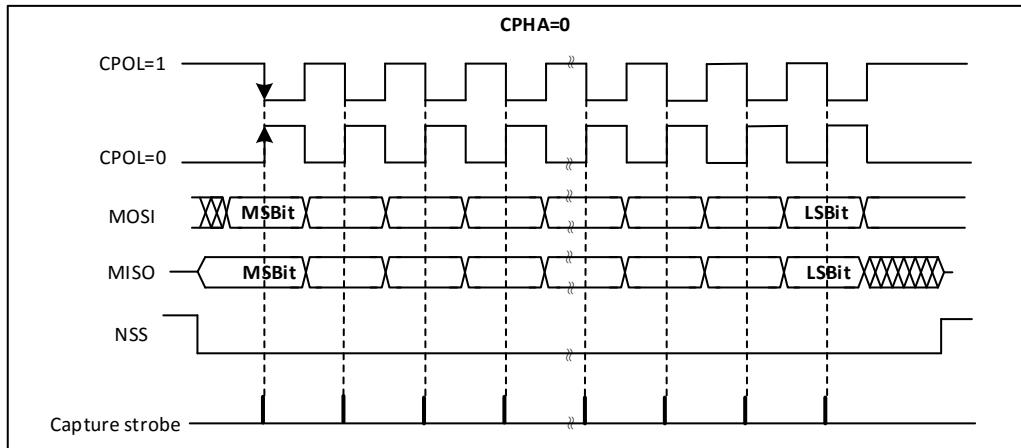 CPHA=0
CPOL=1
CPOL=0
MOSI MSBit LSBit
MISO MSBit LSBit
NSS
Capture strobe